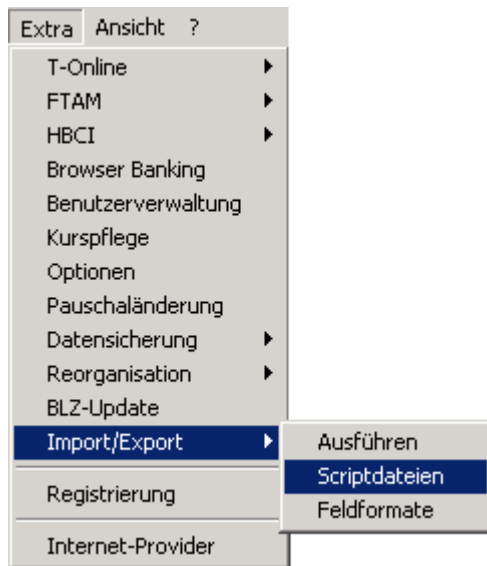 Extra Ansicht ?
T-Online
FTAM
HBCI
Browser Banking
Benutzerverwaltung
Kurspflege
Optionen
Pauschaländerung
Datensicherung
Reorganisation
BLZ-Update
Import/Export
Ausführen
Scriptdateien
Feldformate
Registrierung
Internet-Provider